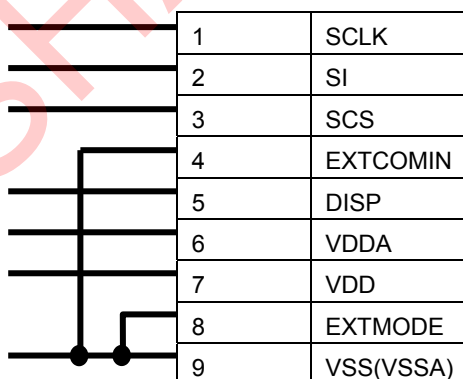 1 SCLK
2 SI
3 SCS
4 EXTCOMIN
5 DISP
6 VDDA
7 VDD
8 EXTMODE
9 VSS(VSSA)